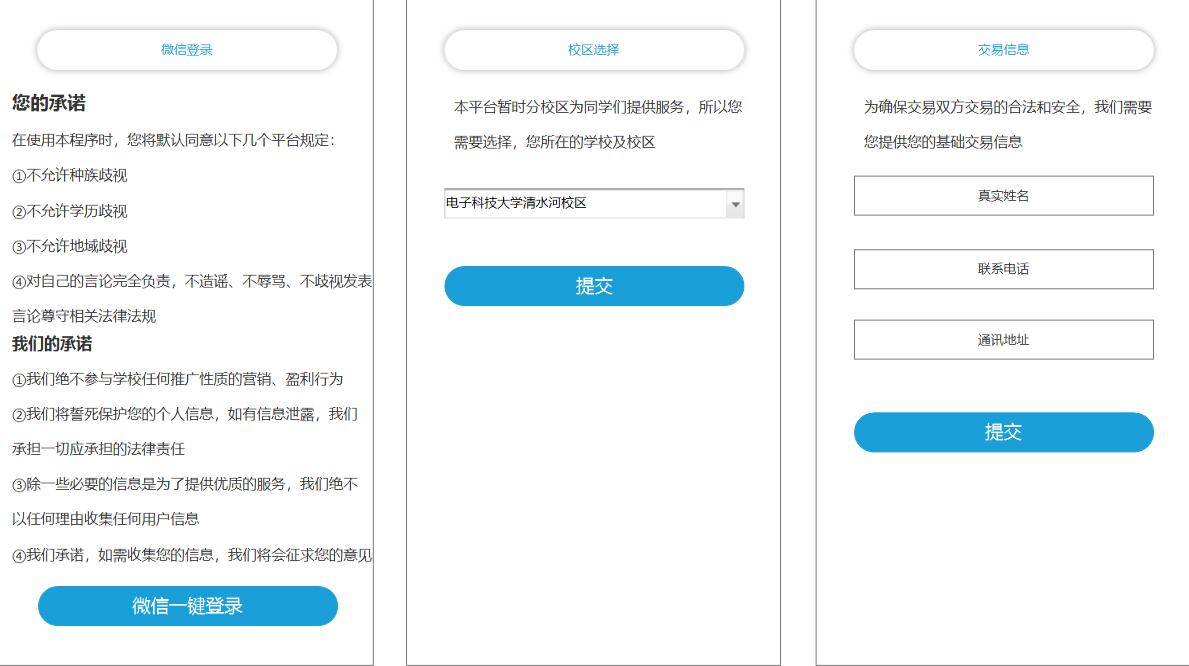 微信登录
您的承诺
在使用本程序时，您将默认同意以下几个平台规定：
①不允许种族歧视
②不允许学历歧视
③不允许地域歧视
④对自己的言论完全负责，不造谣、不辱骂、不歧视发表
言论尊守相关法律法规
我们的承诺
①我们绝不参与学校任何推广性质的营销、盈利行为
②我们将誓死保护您的个人信息，如有信息泄露，我们
承担一切应承担的法律责任
③除一些必要的信息是为了提供优质的服务，我们绝不
以任何理由收集任何用户信息
④我们承诺，如需收集您的信息，我们将会征求您的意见
微信一键登录
校区选择
本平台暂时分校区为同学们提供服务，所以您
需要选择，您所在的学校及校区
电子科技大学清水河校区
提交
交易信息
为确保交易双方交易的合法和安全，我们需要
您提供您的基础交易信息
真实姓名
联系电话
通讯地址
提交